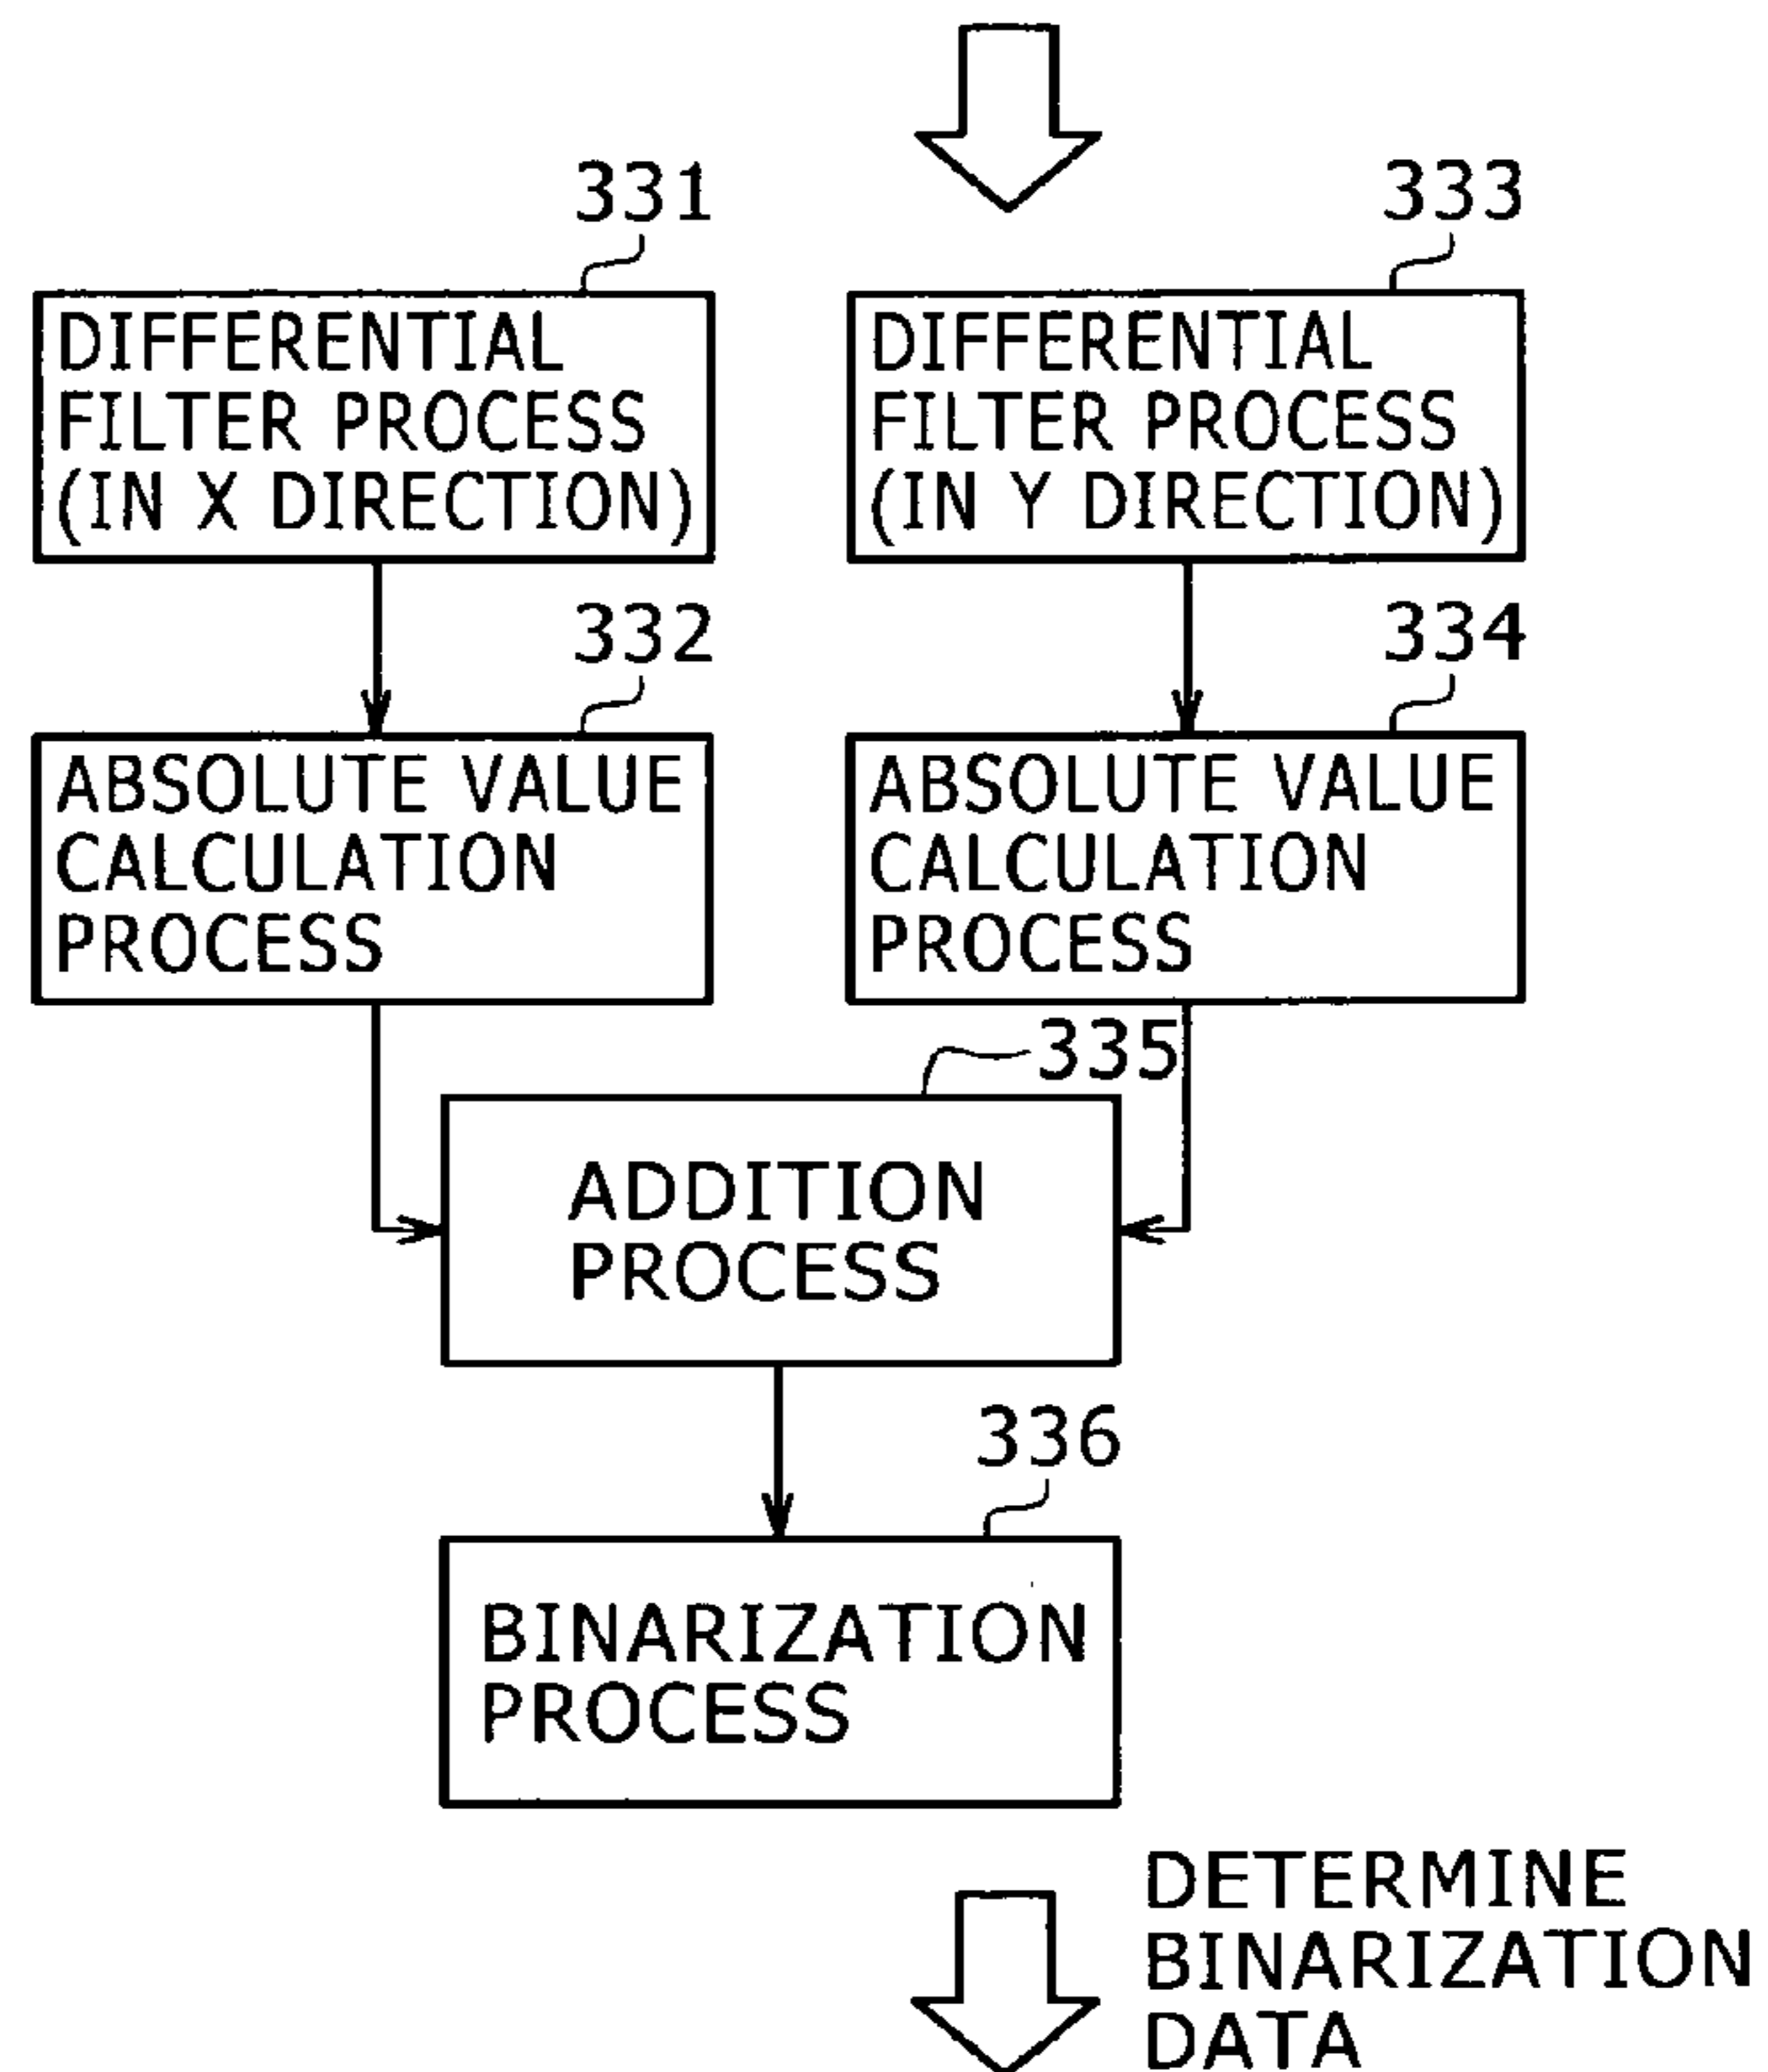 331
DIFFERENTIAL
FILTER PROCESS
(IN X DIRECTION)
333
DIFFERENTIAL
FILTER PROCESS
(IN Y DIRECTION)
332
ABSOLUTE VALUE
CALCULATION
PROCESS
334
ABSOLUTE VALUE
CALCULATION
PROCESS
335
ADDITION
PROCESS
336
BINARIZATION
PROCESS
DETERMINE
BINARIZATION
DATA